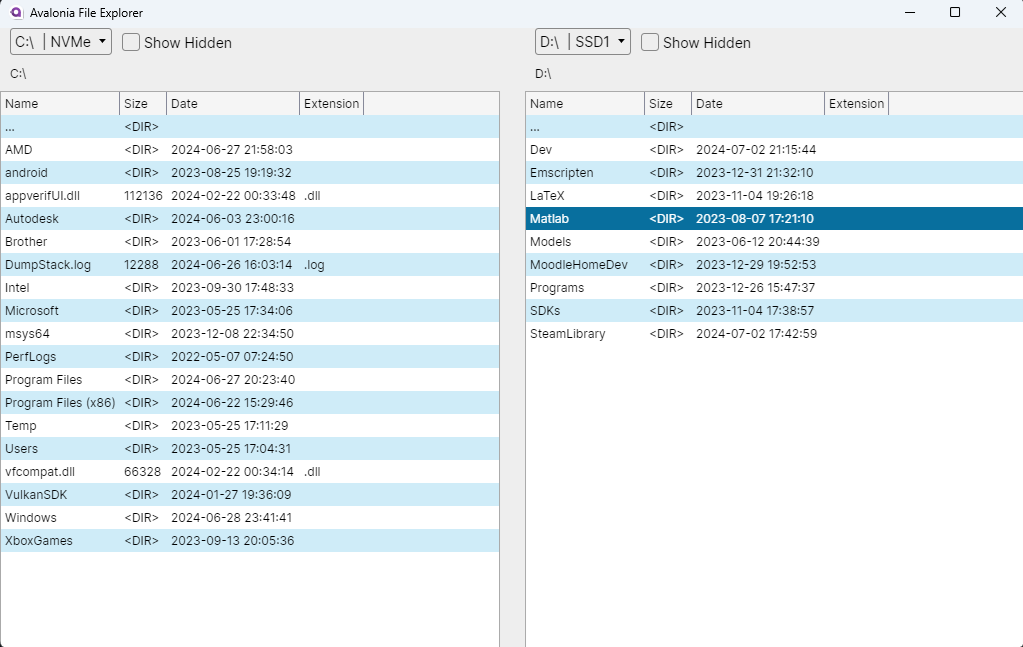 Avalonia File Explorer
C:\ | NVMe Show Hidden
C:\
Name Size Date Extension
... <DIR>
AMD <DIR> 2024-06-27 21:58:03
android <DIR> 2023-08-25 19:19:32
appverifUI.dll 112136 2024-02-22 00:33:48 .dll
Autodesk <DIR> 2024-06-03 23:00:16
Brother <DIR> 2023-06-01 17:28:54
DumpStack.log 12288 2024-06-26 16:03:14 .log
Intel <DIR> 2023-09-30 17:48:33
Microsoft <DIR> 2023-05-25 17:34:06
msys64 <DIR> 2023-12-08 22:34:50
PerfLogs <DIR> 2022-05-07 07:24:50
Program Files <DIR> 2024-06-27 20:23:40
Program Files (x86) <DIR> 2024-06-22 15:29:46
Temp <DIR> 2023-05-25 17:11:29
Users <DIR> 2023-05-25 17:04:31
vfcompat.dll 66328 2024-02-22 00:34:14 .dll
VulkanSDK <DIR> 2024-01-27 19:36:09
Windows <DIR> 2024-06-28 23:41:41
XboxGames <DIR> 2023-09-13 20:05:36
D:\ | SSD1 Show Hidden
D:\
Name Size Date Extension
... <DIR>
Dev <DIR> 2024-07-02 21:15:44
Emscripten <DIR> 2023-12-31 21:32:10
LaTeX <DIR> 2023-11-04 19:26:18
Matlab <DIR> 2023-08-07 17:21:10
Models <DIR> 2023-06-12 20:44:39
MoodleHomeDev <DIR> 2023-12-29 19:52:53
Programs <DIR> 2023-12-26 15:47:37
SDKs <DIR> 2023-11-04 17:38:57
SteamLibrary <DIR> 2024-07-02 17:42:59